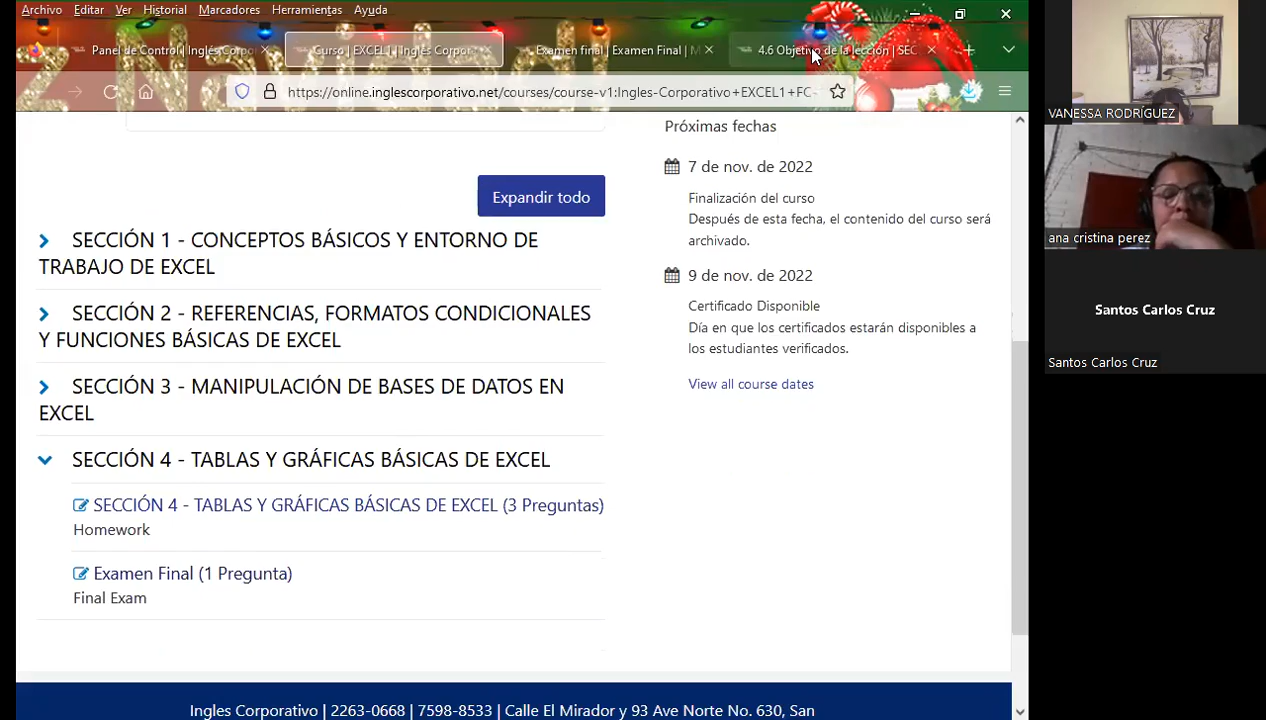 Archivo Editar Ver Historial Marcadores Herramientas Ayuda
Panel de Control | Inglés Corpo
Curso | EXCEL1 | Inglés Corpor
Examen final | Examen Final | M
4.6 Objetivo de la lección | SEC
https://online.inglescorporativo.net/courses/course-v1:Ingles-Corporativo+EXCEL1+FC-
Próximas fechas
7 de nov. de 2022
Finalización del curso
Después de esta fecha, el contenido del curso será
archivado.
9 de nov. de 2022
Certificado Disponible
Día en que los certificados estarán disponibles a
los estudiantes verificados.
View all course dates
Expandir todo
SECCIÓN 1 - CONCEPTOS BÁSICOS Y ENTORNO DE
TRABAJO DE EXCEL
SECCIÓN 2 - REFERENCIAS, FORMATOS CONDICIONALES
Y FUNCIONES BÁSICAS DE EXCEL
SECCIÓN 3 - MANIPULACIÓN DE BASES DE DATOS EN
EXCEL
SECCIÓN 4 - TABLAS Y GRÁFICAS BÁSICAS DE EXCEL
SECCIÓN 4 - TABLAS Y GRÁFICAS BÁSICAS DE EXCEL (3 Preguntas)
Homework
Examen Final (1 Pregunta)
Final Exam
Ingles Corporativo | 2263-0668 | 7598-8533 | Calle El Mirador y 93 Ave Norte No. 630, San
VANESSA RODRÍGUEZ
ana cristina perez
Santos Carlos Cruz
Santos Carlos Cruz